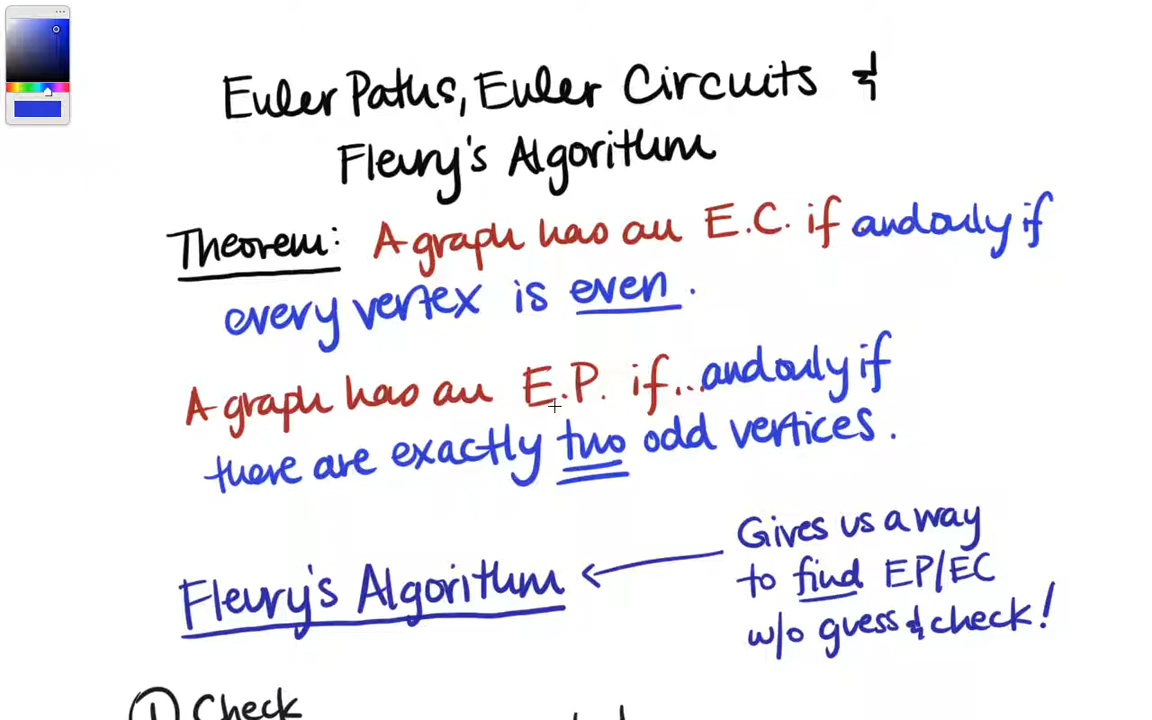 Euler Paths, Euler Circuits &
Fleury's Algorithm
Theorem: A graph has an E.C. if and only if
every vertex is even.
A graph has an E.P. if... and only if
there are exactly two odd vertices.
Gives us a way
Fleury's Algorithm ← to find EP/EC
w/o guess & check!
① Check